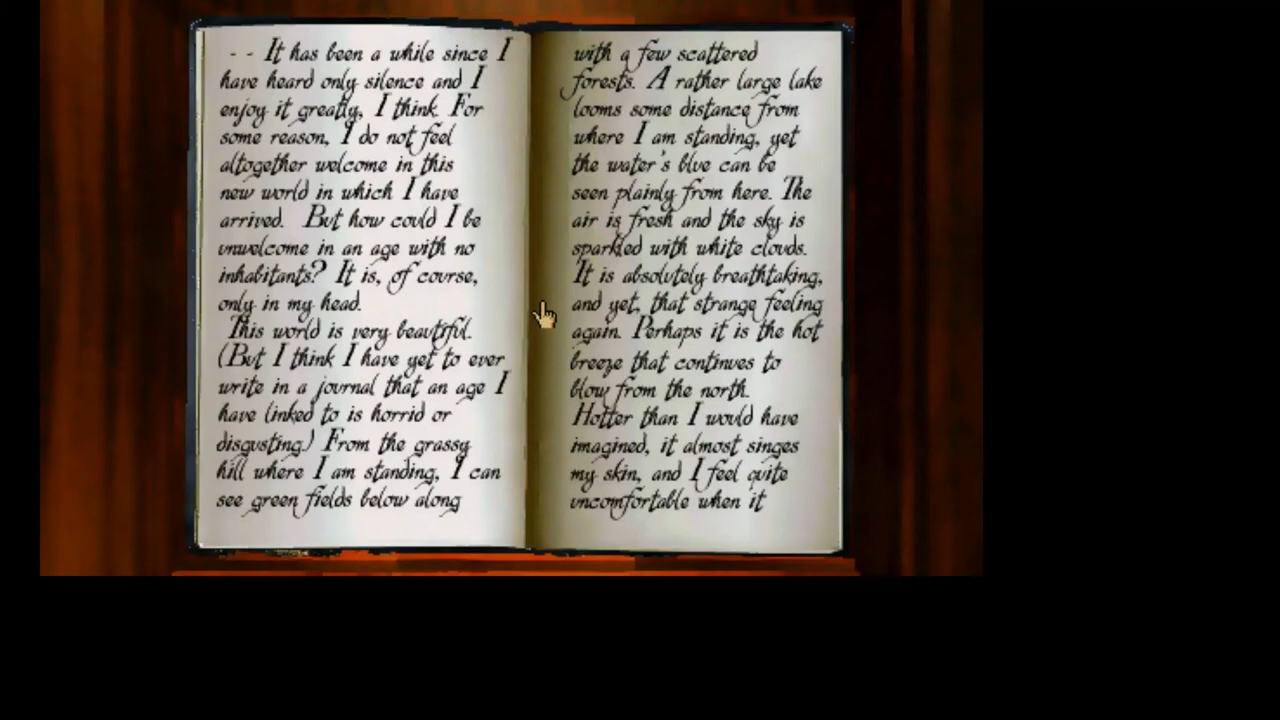 - - It has been a while since I
have heard only silence and I
enjoy it greatly, I think. For
some reason, I do not feel
altogether welcome in this
new world in which I have
arrived. But how could I be
unwelcome in an age with no
inhabitants? It is, of course,
only in my head.
This world is very beautiful.
(But I think I have yet to ever
write in a journal that an age I
have linked to is horrid or
disgusting.) From the grassy
hill where I am standing, I can
see green fields below along
with a few scattered
forests. A rather large lake
looms some distance from
where I am standing, yet
the water's blue can be
seen plainly from here. The
air is fresh and the sky is
sparkled with white clouds.
It is absolutely breathtaking,
and yet, that strange feeling
again. Perhaps it is the hot
breeze that continues to
blow from the north.
Hotter than I would have
imagined, it almost singes
my skin, and I feel quite
uncomfortable when it